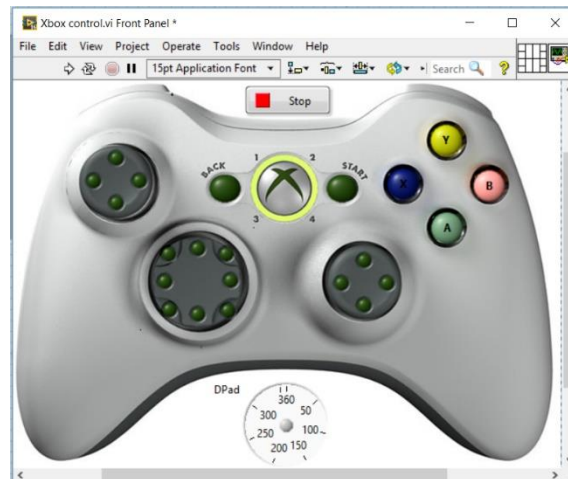 Xbox control.vi Front Panel *
File Edit View Project Operate Tools Window Help
15pt Application Font Search
Stop
Y
X B
A
BACK START
1 2
3 4
DPad
360
300 50
250 100
200 150